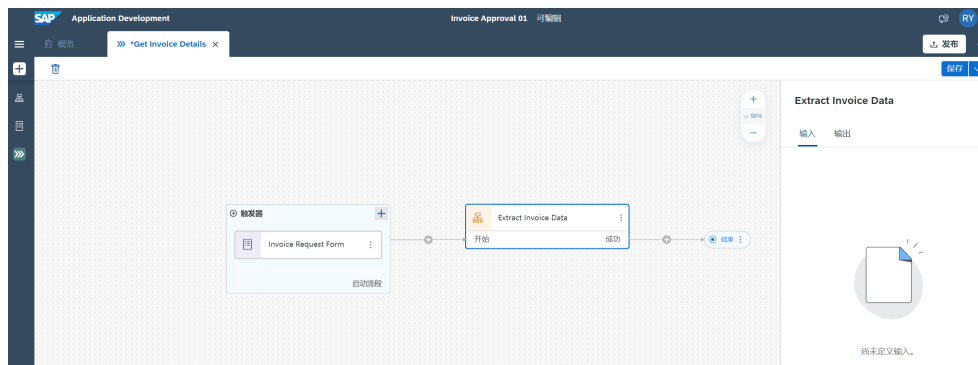 SAP Application Development Invoice Approval 01 可编辑 RY
概览 *Get Invoice Details × 发布
保存
Extract Invoice Data
90%
输入 输出
触发器
Extract Invoice Data
Invoice Request Form
开始 成功
结束
启动流程
尚未定义输入。